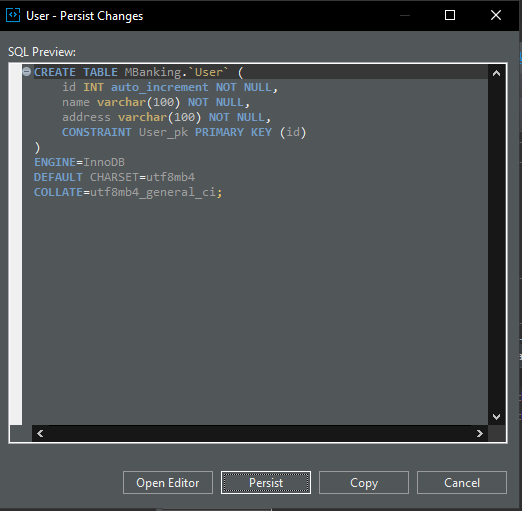 User - Persist Changes
SQL Preview:
CREATE TABLE MBanking.`User` (
    id INT auto_increment NOT NULL,
    name varchar(100) NOT NULL,
    address varchar(100) NOT NULL,
    CONSTRAINT User_pk PRIMARY KEY (id)
)
ENGINE=InnoDB
DEFAULT CHARSET=utf8mb4
COLLATE=utf8mb4_general_ci;
Open Editor Persist Copy Cancel